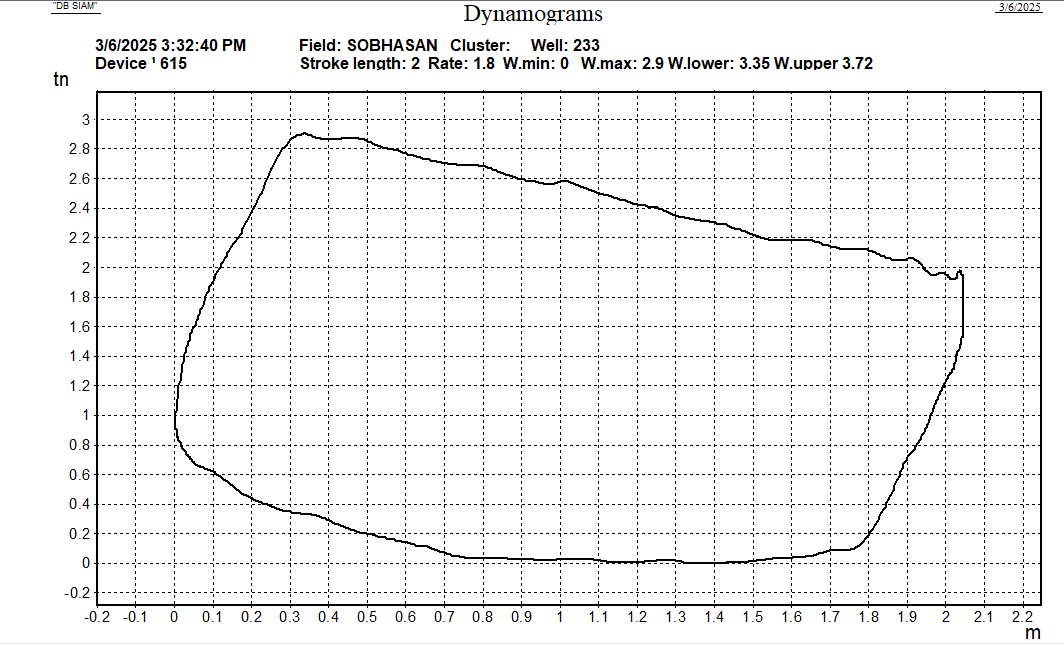 "DB SIAM"
3/6/2025
Dynamograms
3/6/2025 3:32:40 PM Field: SOBHASAN Cluster: Well: 233
Device ¹ 615 Stroke length: 2 Rate: 1.8 W.min: 0 W.max: 2.9 W.lower: 3.35 W.upper 3.72
tn
3
2.8
2.6
2.4
2.2
2
1.8
1.6
1.4
1.2
1
0.8
0.6
0.4
0.2
0
-0.2
-0.2 -0.1 0 0.1 0.2 0.3 0.4 0.5 0.6 0.7 0.8 0.9 1 1.1 1.2 1.3 1.4 1.5 1.6 1.7 1.8 1.9 2 2.1 2.2
m